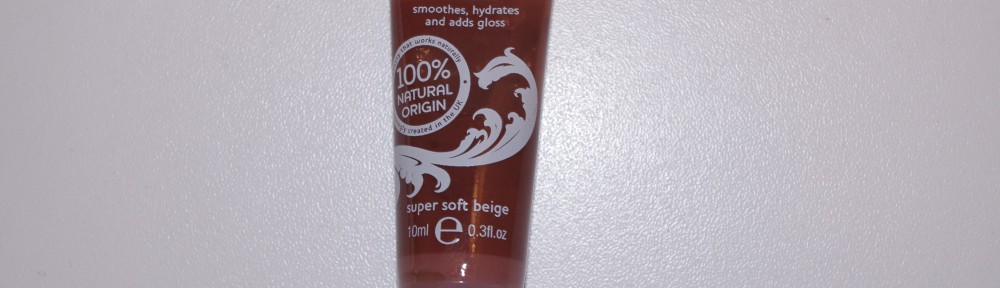 smoothes, hydrates
and adds gloss
that works naturally
100%
NATURAL
ORIGIN
created in the UK
super soft beige
10ml e 0.3fl.oz